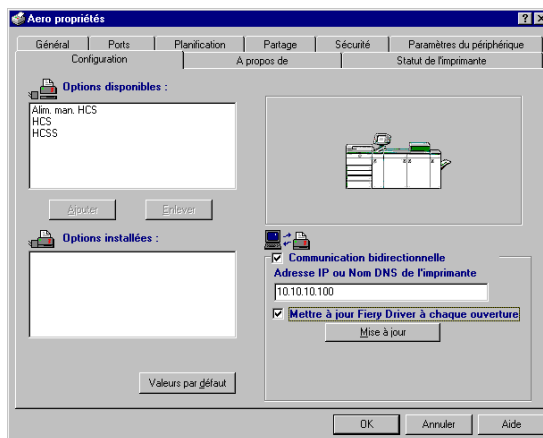 Aero propriétés
Général Ports Planification Partage Sécurité Paramètres du périphérique
Configuration A propos de Statut de l'imprimante
Options disponibles :
Alim. man. HCS
HCS
HCSS
Ajouter Enlever
Options installées :
Communication bidirectionnelle
Adresse IP ou Nom DNS de l'imprimante
10.10.10.100
Mettre à jour Fiery Driver à chaque ouverture
Mise à jour
Valeurs par défaut
OK Annuler Aide